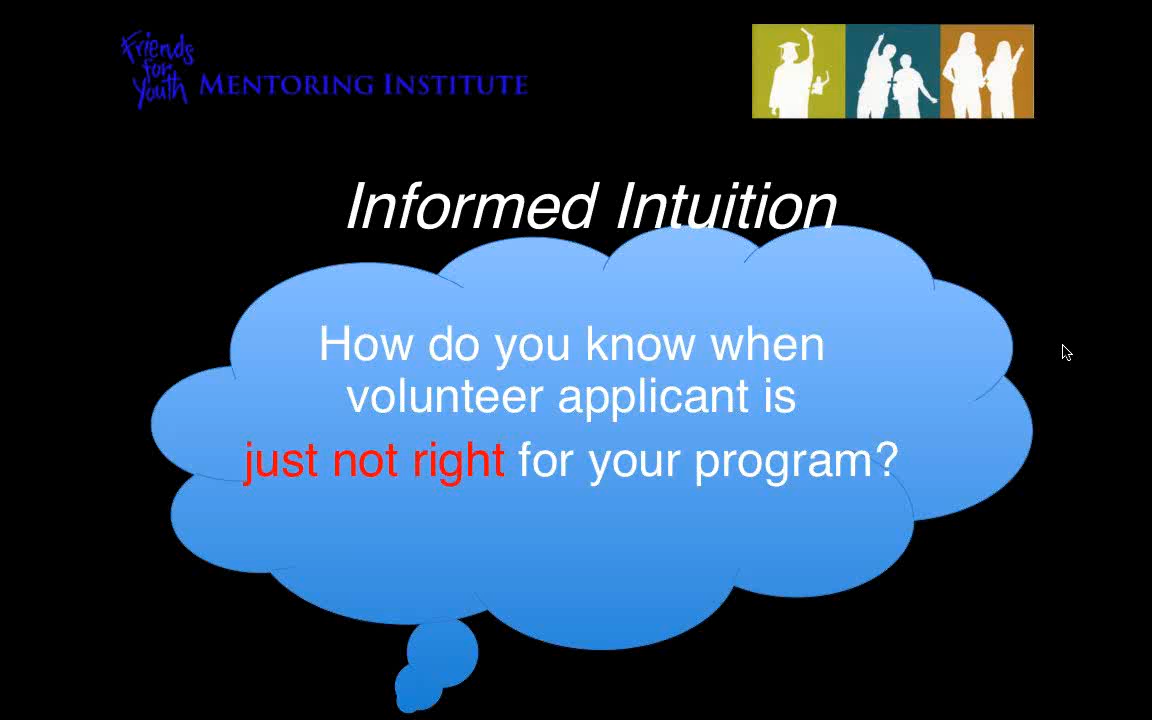 Friends
for
Youth MENTORING INSTITUTE
Informed Intuition
How do you know when
volunteer applicant is
just not right for your program?